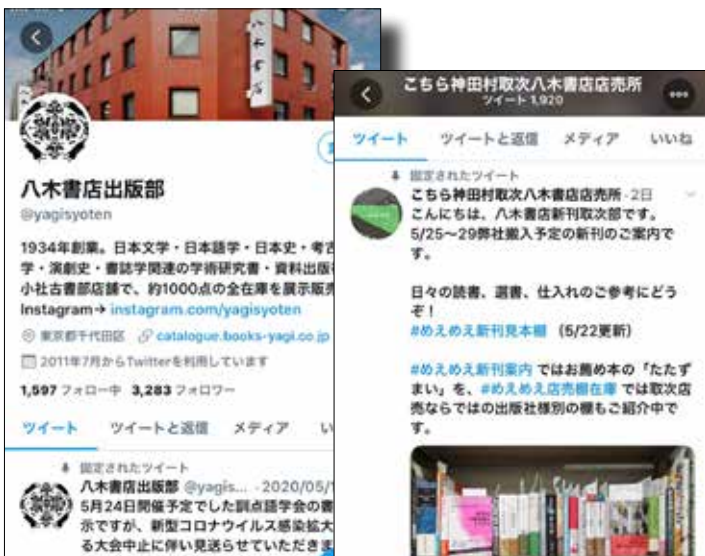 八木書店
八木書店出版部
@yagisyoten
1934年創業。日本文学・日本語学・日本史・考古
学・演劇史・書誌学関連の学術研究書・資料出版
小社古書部店舗で、約1000点の全在庫を展示販売
Instagram→ instagram.com/yagisyoten
東京都千代田区 catalogue.books-yagi.co.jp
2011年7月からTwitterを利用しています
1,597 フォロー中 3,283 フォロワー
ツイート ツイートと返信 メディア い
固定されたツイート
八木書店出版部 @yagis... ·2020/05/
5月24日開催予定でした訓点語学会の書
示ですが、新型コロナウイルス感染拡大
る大会中止に伴い見送らせていただきま
こちら神田村取次八木書店店売所
ツイート 1,920
ツイート ツイートと返信 メディア いいね
固定されたツイート
こちら神田村取次八木書店店売所 ·2日
こんにちは、八木書店新刊取次部です。
5/25〜29弊社搬入予定の新刊のご案内で
す。
日々の読書、選書、仕入れのご参考にどう
ぞ！
#めえめえ新刊見本棚 (5/22更新)
#めえめえ新刊案内 ではお薦め本の「たたず
まい」を、#めえめえ店売棚在庫 では取次店
売ならではの出版社様別の棚もご紹介中で
す。